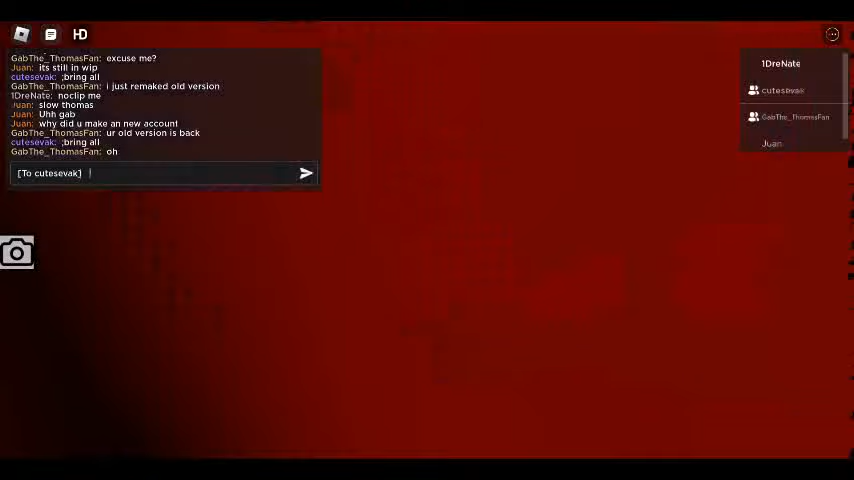 HD
GabThe_ThomasFan: excuse me?
Juan: its still in wip
cutesevak: ;bring all
GabThe_ThomasFan: i just remaked old version
1DreNate: noclip me
Juan: slow thomas
Juan: Uhh gab
Juan: why did u make an new account
GabThe_ThomasFan: ur old version is back
cutesevak: ;bring all
GabThe_ThomasFan: oh
[To cutesevak]
1DreNate
cutesevak
GabThe_ThomasFan
Juan